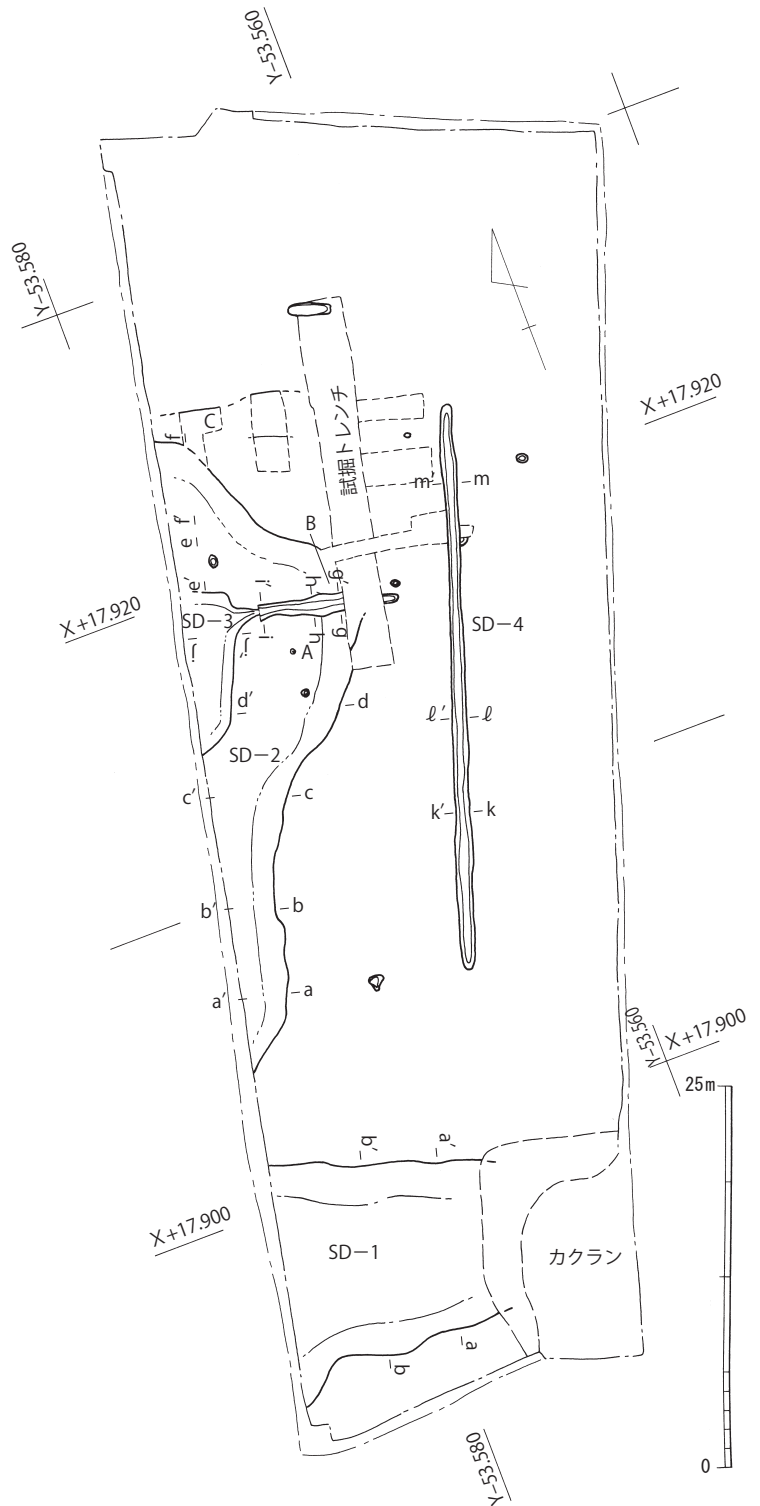 Y-53.560
Y-53.580
X+17.920
試掘トレンチ
f
C
m′
m
B
f′
e
e′
i′
h
g′
X+17.920
SD-3
i
h
g
SD-4
j
j′
A
d′
d
ℓ′
ℓ
SD-2
c′
c
k′
k
b′
b
a′
a
Y-53.560
X+17.900
25m
b′
a′
X+17.900
SD-1
カクラン
a
b
Y-53.580
0